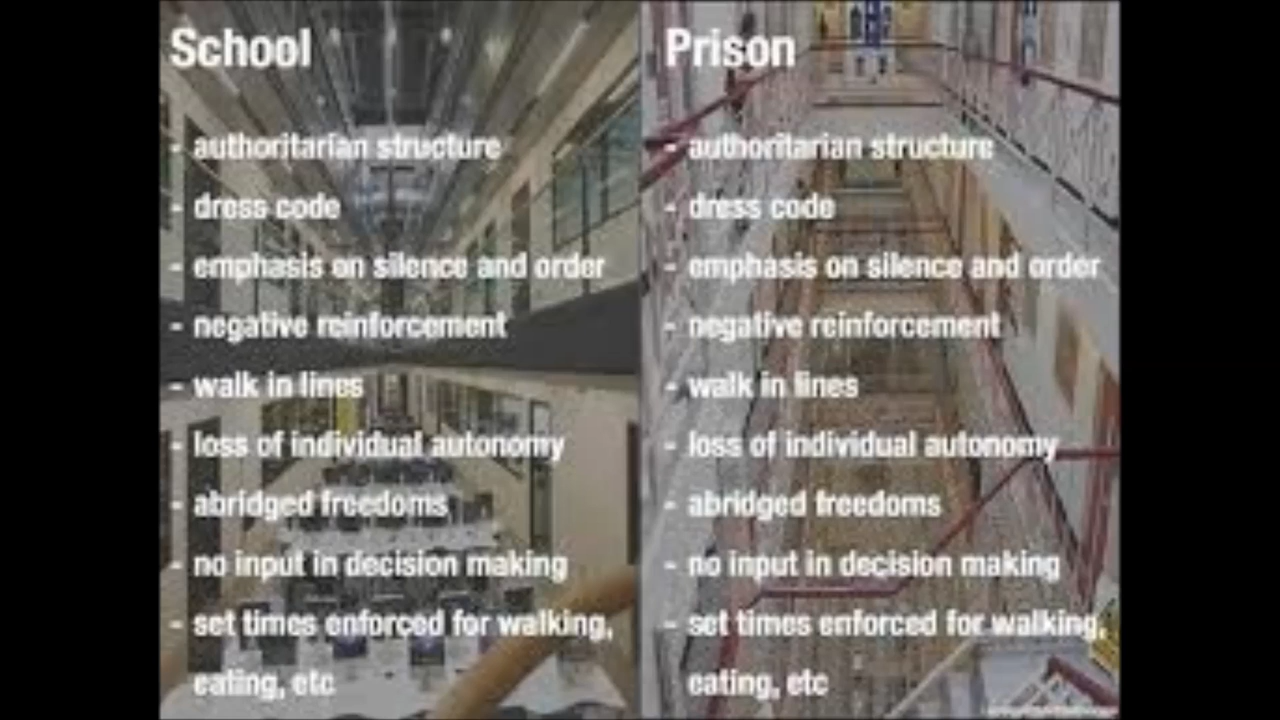 School
- authoritarian structure
- dress code
- emphasis on silence and order
- negative reinforcement
- walk in lines
- loss of individual autonomy
- abridged freedoms
- no input in decision making
- set times enforced for walking,
eating, etc
Prison
- authoritarian structure
- dress code
- emphasis on silence and order
- negative reinforcement
- walk in lines
- loss of individual autonomy
- abridged freedoms
- no input in decision making
- set times enforced for walking,
eating, etc